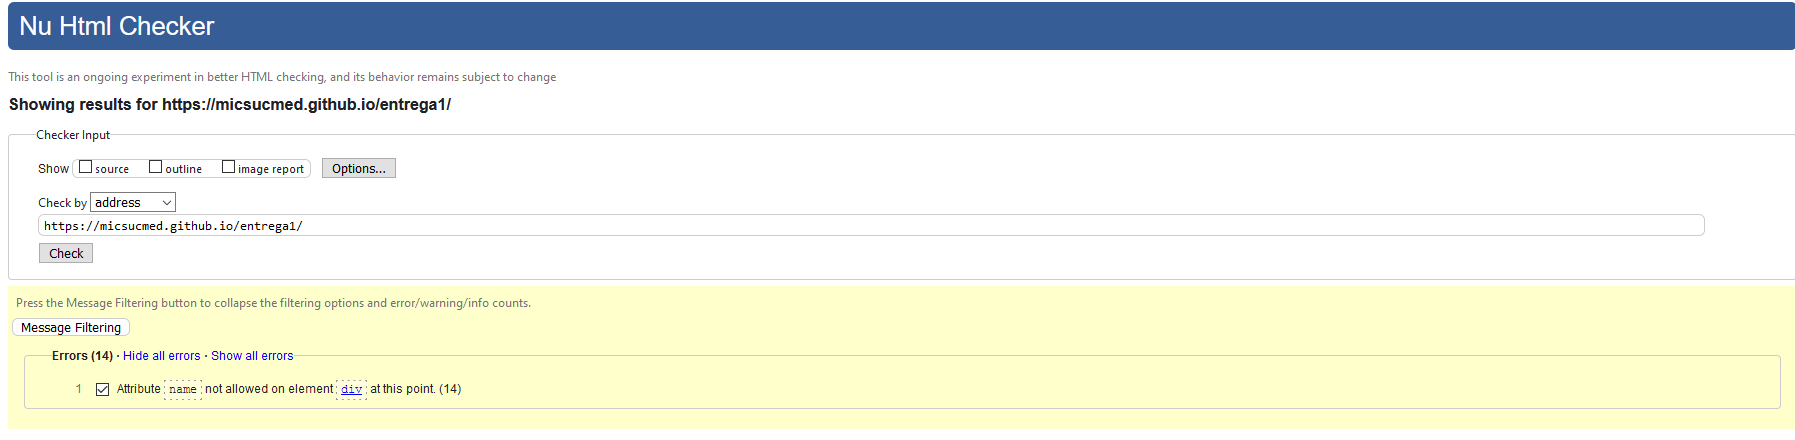 Nu Html Checker
This tool is an ongoing experiment in better HTML checking, and its behavior remains subject to change
Showing results for https://micsucmed.github.io/entrega1/
Checker Input
Show source outline image report Options...
Check by address
https://micsucmed.github.io/entrega1/
Check
Press the Message Filtering button to collapse the filtering options and error/warning/info counts.
Message Filtering
Errors (14) · Hide all errors · Show all errors
1 Attribute name not allowed on element div at this point. (14)